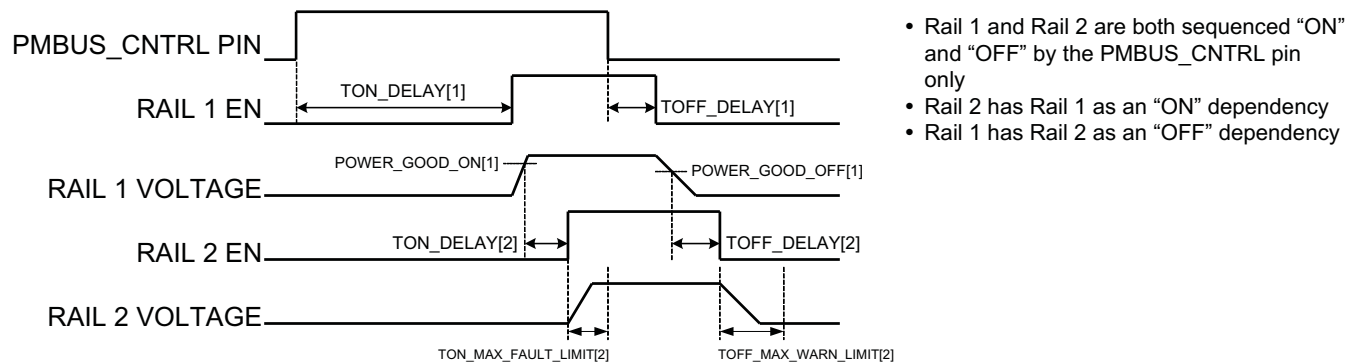 PMBUS_CNTRL PIN
TON_DELAY[1]
RAIL 1 EN
TOFF_DELAY[1]
POWER_GOOD_ON[1]
POWER_GOOD_OFF[1]
RAIL 1 VOLTAGE
TON_DELAY[2]
TOFF_DELAY[2]
RAIL 2 EN
RAIL 2 VOLTAGE
TON_MAX_FAULT_LIMIT[2]
TOFF_MAX_WARN_LIMIT[2]
• Rail 1 and Rail 2 are both sequenced “ON”
and “OFF” by the PMBUS_CNTRL pin
only
• Rail 2 has Rail 1 as an “ON” dependency
• Rail 1 has Rail 2 as an “OFF” dependency